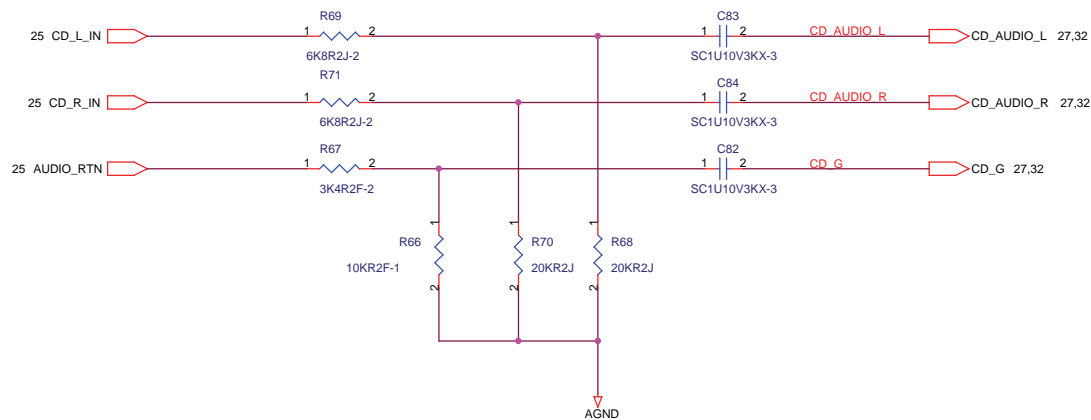 R69 C83
25 CD_L_IN 1 2 1 2 CD_AUDIO_L CD_AUDIO_L 27,32
6K8R2J-2 SC1U10V3KX-3
R71 C84
25 CD_R_IN 1 2 1 2 CD_AUDIO_R CD_AUDIO_R 27,32
6K8R2J-2 SC1U10V3KX-3
R67 C82
25 AUDIO_RTN 1 2 1 2 CD_G CD_G 27,32
3K4R2F-2 SC1U10V3KX-3
1 1 1
R66 R70 R68
10KR2F-1 20KR2J 20KR2J
2 2 2
AGND